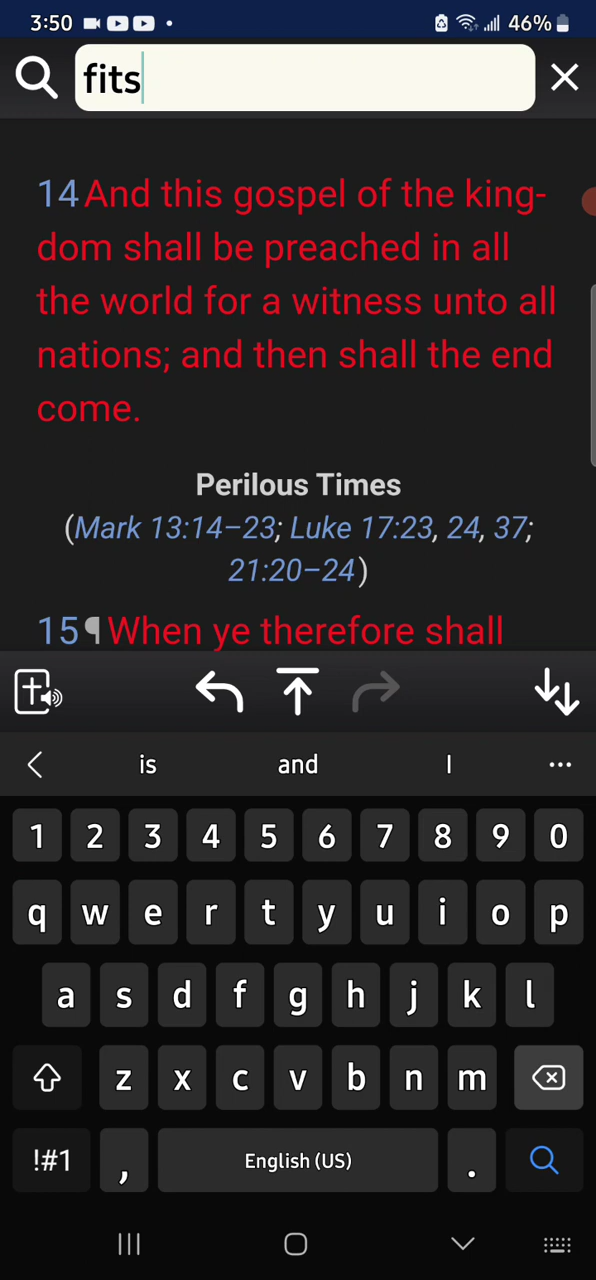 3:50 46%
fits
14 And this gospel of the king-
dom shall be preached in all
the world for a witness unto all
nations; and then shall the end
come.
Perilous Times
(Mark 13:14–23; Luke 17:23, 24, 37;
21:20–24)
15 ¶ When ye therefore shall
is and I ...
1 2 3 4 5 6 7 8 9 0
q w e r t y u i o p
a s d f g h j k l
z x c v b n m
!#1 , English (US) .